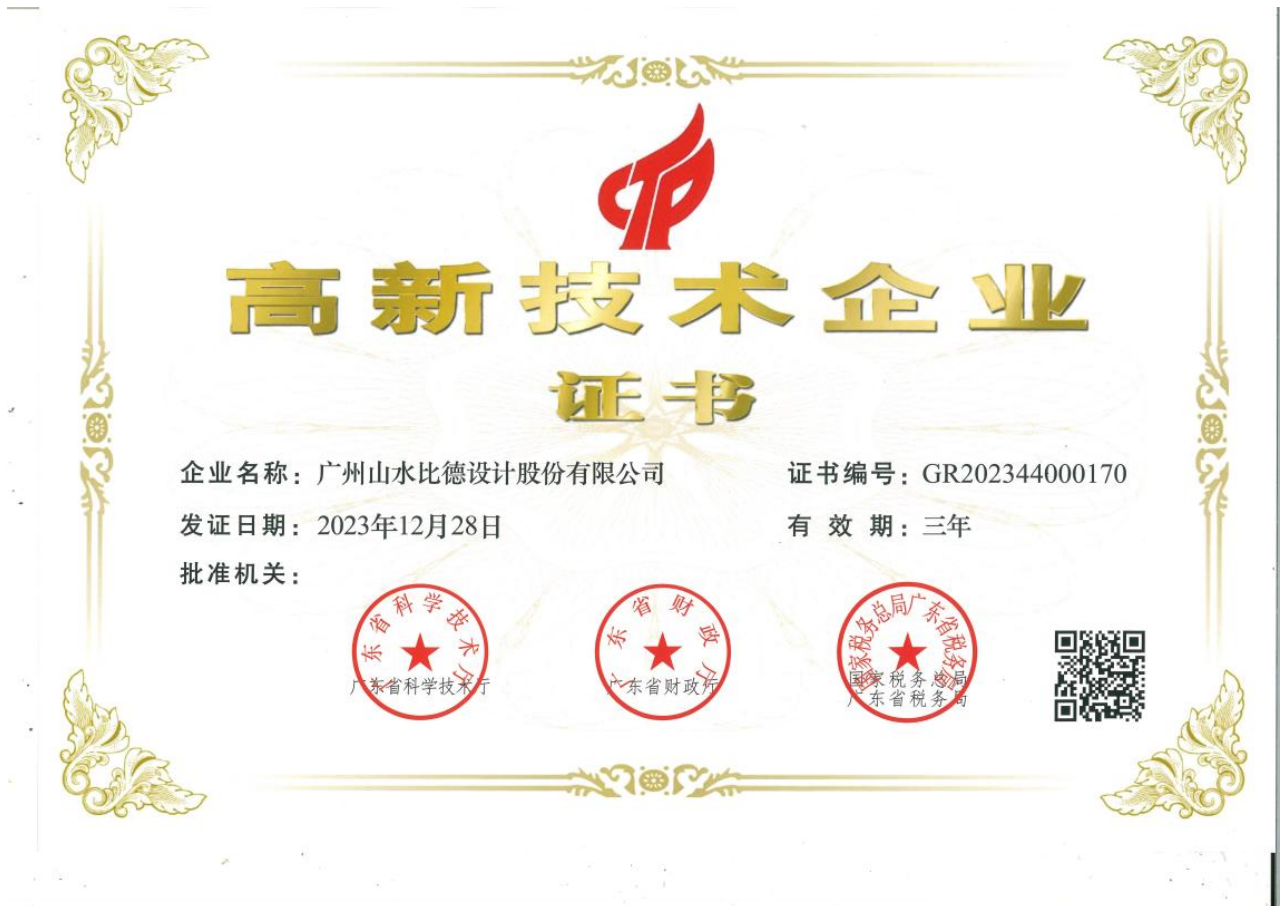 CTP
高新技术企业
证书
企业名称：广州山水比德设计股份有限公司
证书编号：GR202344000170
发证日期：2023年12月28日
有效期：三年
批准机关：
广东省科学技术厅
广东省科学技术厅
广东省财政厅
广东省财政厅
国家税务总局广东省税务局
国家税务总局
广东省税务局